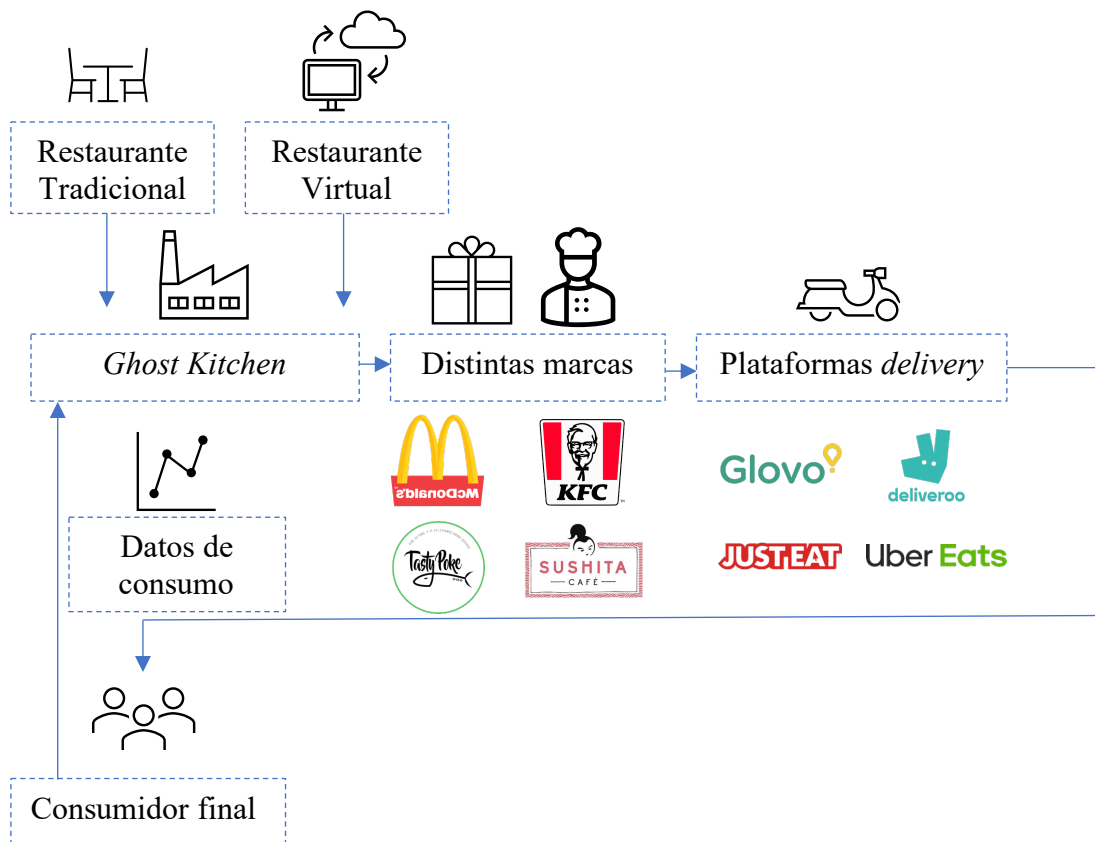 Restaurante
Tradicional
Restaurante
Virtual
Ghost Kitchen
Distintas marcas
Plataformas delivery
McDonald's
KFC
Glovo
deliveroo
Datos de
consumo
Tasty Poke
SUSHITA
CAFÉ
JUST EAT
Uber Eats
Consumidor final